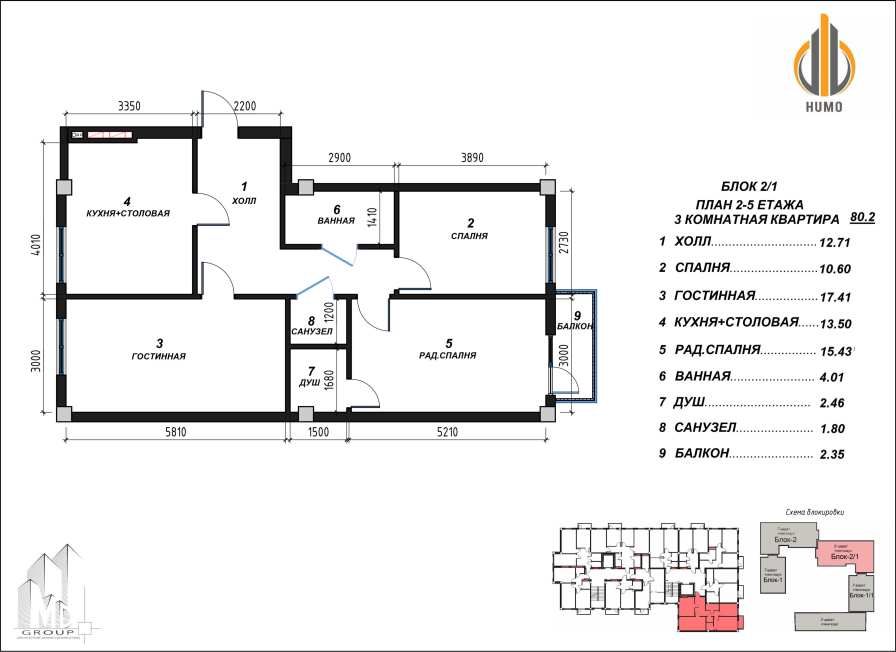 HUMO
3350
2200
2900
3890
БЛОК 2/1
ПЛАН 2-5 ЕТАЖА
3 КОМНАТНАЯ КВАРТИРА 80.2
1 ХОЛЛ 12.71
2 СПАЛНЯ 10.60
3 ГОСТИННАЯ 17.41
4 КУХНЯ+СТОЛОВАЯ 13.50
5 РАД.СПАЛНЯ 15.43
6 ВАННАЯ 4.01
7 ДУШ 2.46
8 САНУЗЕЛ 1.80
9 БАЛКОН 2.35
4
КУХНЯ+СТОЛОВАЯ
1
ХОЛЛ
6
ВАННАЯ
1410
2
СПАЛНЯ
2730
4010
3
ГОСТИННАЯ
3000
8
САНУЗЕЛ
1200
7
ДУШ
1680
5
РАД.СПАЛНЯ
9
БАЛКОН
3000
5810
1500
5210
Схема блокировки
Блок-2
Блок-2/1
Блок-1
Блок-1/1
GROUP